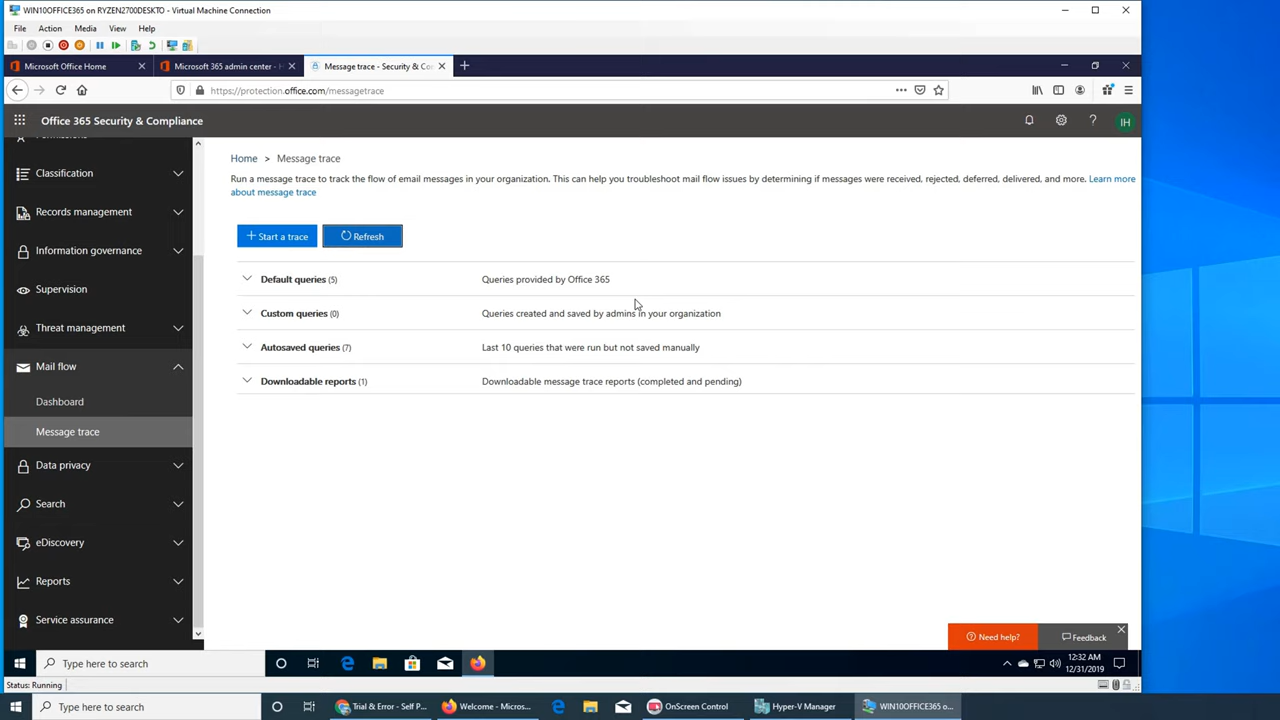 WIN10OFFICE365 on RYZEN2700DESKTO - Virtual Machine Connection
File Action Media View Help
Microsoft Office Home
Microsoft 365 admin center - H
Message trace - Security & Co
https://protection.office.com/messagetrace
Office 365 Security & Compliance
IH
Classification
Records management
Information governance
Supervision
Threat management
Mail flow
Dashboard
Message trace
Data privacy
Search
eDiscovery
Reports
Service assurance
Home > Message trace
Run a message trace to track the flow of email messages in your organization. This can help you troubleshoot mail flow issues by determining if messages were received, rejected, deferred, delivered, and more. Learn more
about message trace
+ Start a trace
Refresh
Default queries (5) Queries provided by Office 365
Custom queries (0) Queries created and saved by admins in your organization
Autosaved queries (7) Last 10 queries that were run but not saved manually
Downloadable reports (1) Downloadable message trace reports (completed and pending)
Need help?
Feedback
Type here to search
12:32 AM
12/31/2019
Status: Running
Type here to search
Trial & Error - Self P...
Welcome - Micros...
OnScreen Control
Hyper-V Manager
WIN10OFFICE365 o...